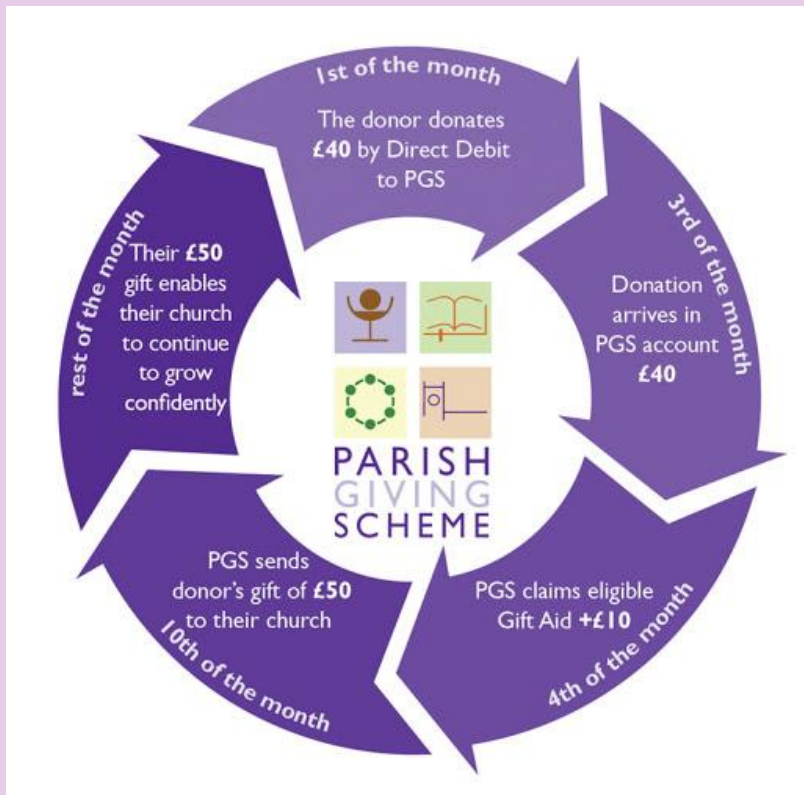 1st of the month
The donor donates
£40 by Direct Debit
to PGS
3rd of the month
Donation
arrives in
PGS account
£40
4th of the month
PGS claims eligible
Gift Aid +£10
10th of the month
PGS sends
donor's gift of £50
to their church
rest of the month
Their £50
gift enables
their church
to continue
to grow
confidently
PARISH
GIVING
SCHEME